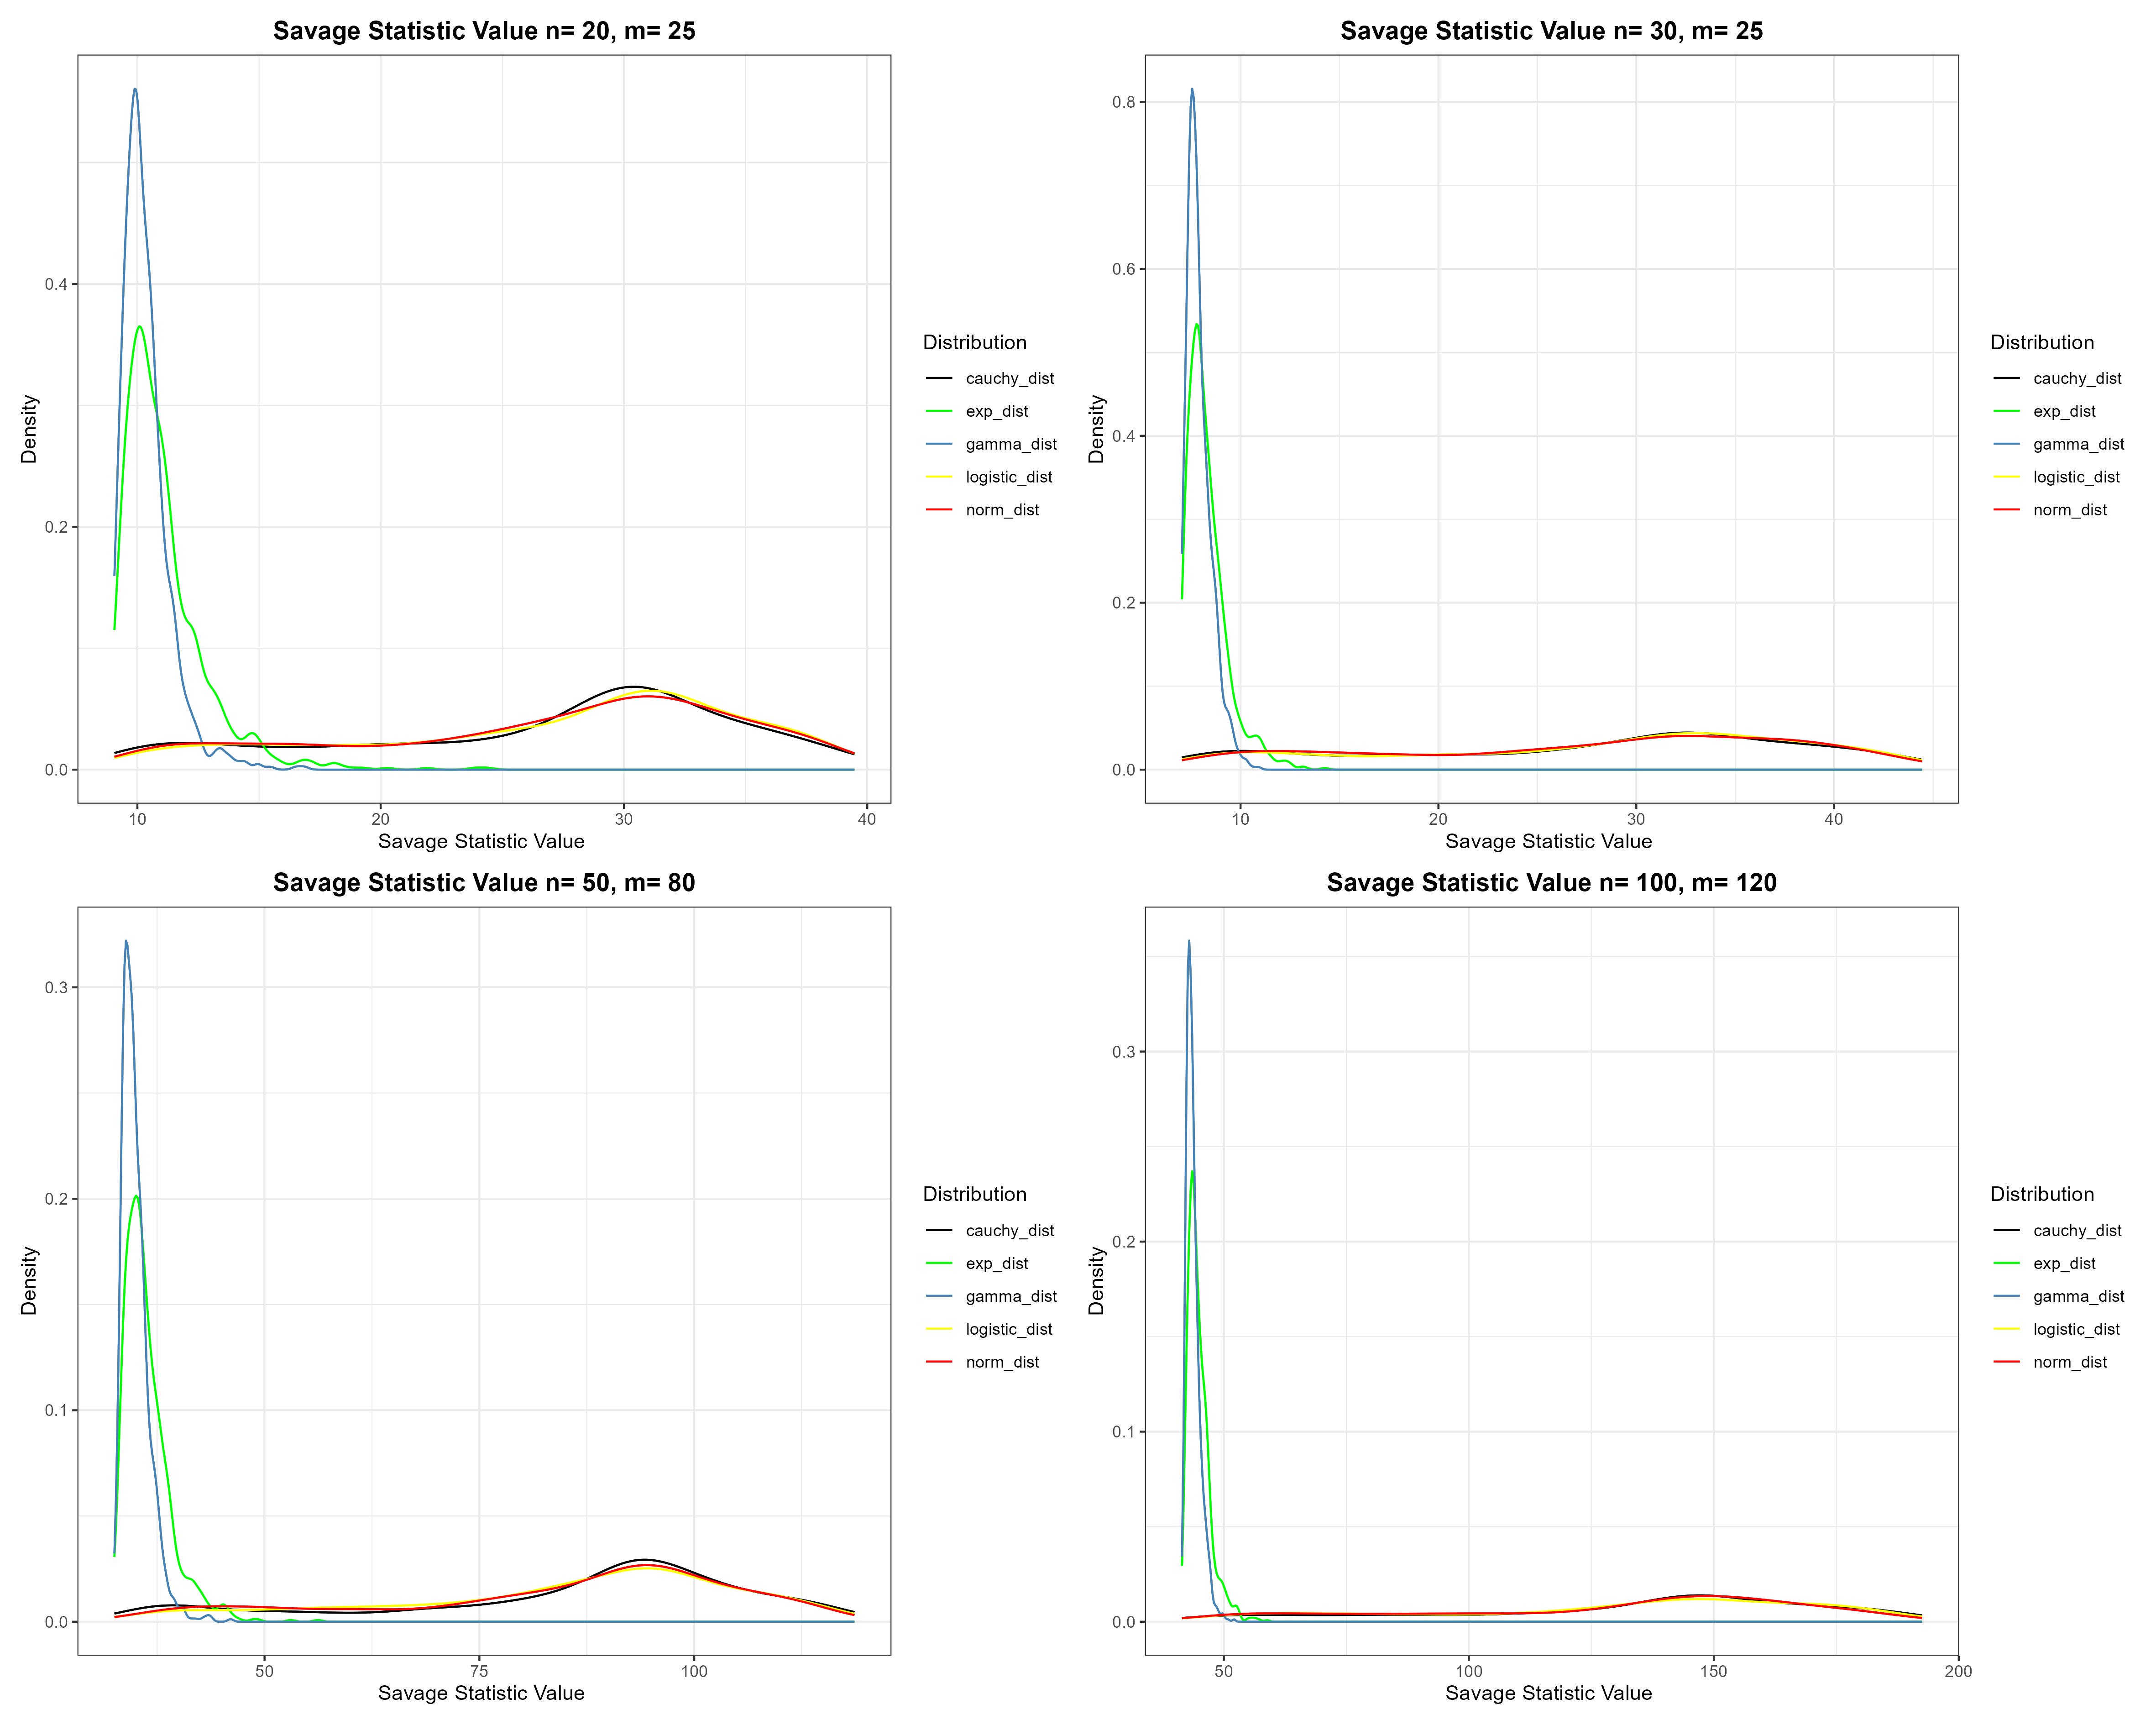 Savage Statistic Value n= 20, m= 25
Density
0.4
0.2
0.0
10 20 30 40
Savage Statistic Value
Distribution
cauchy_dist
exp_dist
gamma_dist
logistic_dist
norm_dist
Savage Statistic Value n= 30, m= 25
Density
0.8
0.6
0.4
0.2
0.0
10 20 30 40
Savage Statistic Value
Distribution
cauchy_dist
exp_dist
gamma_dist
logistic_dist
norm_dist
Savage Statistic Value n= 50, m= 80
Density
0.3
0.2
0.1
0.0
50 75 100
Savage Statistic Value
Distribution
cauchy_dist
exp_dist
gamma_dist
logistic_dist
norm_dist
Savage Statistic Value n= 100, m= 120
Density
0.3
0.2
0.1
0.0
50 100 150 200
Savage Statistic Value
Distribution
cauchy_dist
exp_dist
gamma_dist
logistic_dist
norm_dist